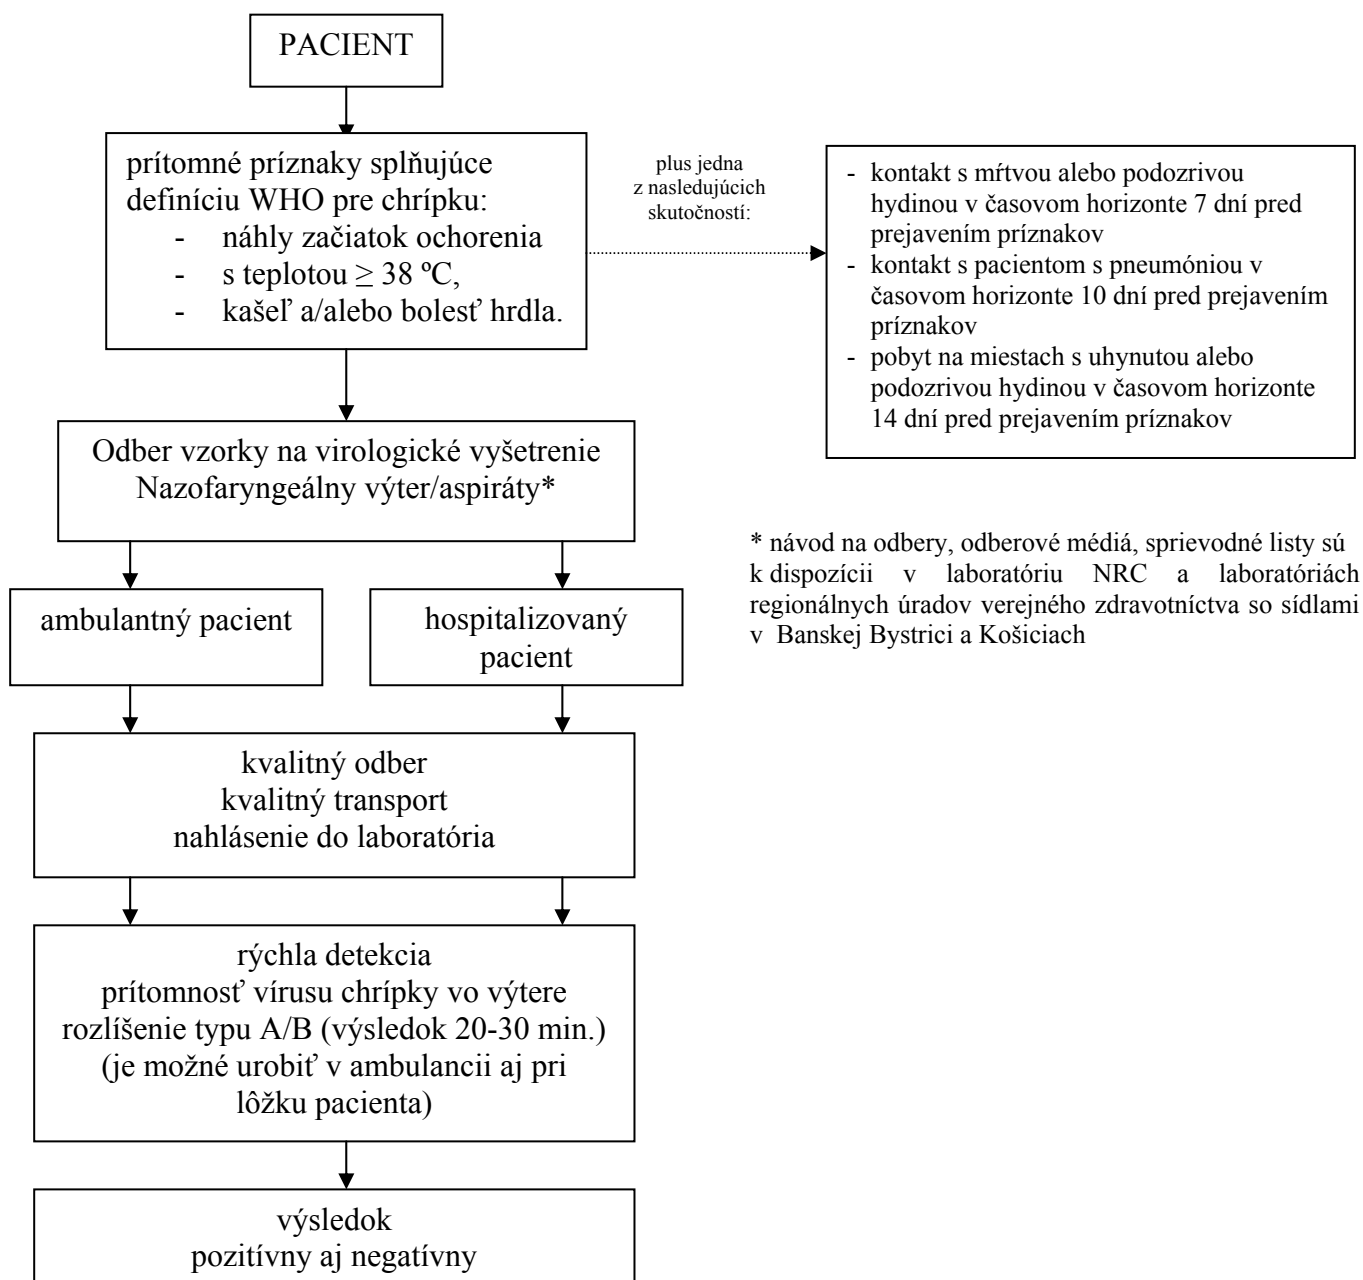 PACIENT
prítomné príznaky splňujúce
definíciu WHO pre chrípku:
- náhly začiatok ochorenia
- s teplotou ≥ 38 ºC,
- kašeľ a/alebo bolesť hrdla.
plus jedna
z nasledujúcich
skutočností:
- kontakt s mŕtvou alebo podozrivou
hydinou v časovom horizonte 7 dní pred
prejavením príznakov
- kontakt s pacientom s pneumóniou v
časovom horizonte 10 dní pred prejavením
príznakov
- pobyt na miestach s uhynutou alebo
podozrivou hydinou v časovom horizonte
14 dní pred prejavením príznakov
Odber vzorky na virologické vyšetrenie
Nazofaryngeálny výter/aspiráty*
* návod na odbery, odberové médiá, sprievodné listy sú
k dispozícii v laboratóriu NRC a laboratóriách
regionálnych úradov verejného zdravotníctva so sídlami
v Banskej Bystrici a Košiciach
ambulantný pacient
hospitalizovaný
pacient
kvalitný odber
kvalitný transport
nahlásenie do laboratória
rýchla detekcia
prítomnosť vírusu chrípky vo výtere
rozlíšenie typu A/B (výsledok 20-30 min.)
(je možné urobiť v ambulancii aj pri
lôžku pacienta)
výsledok
pozitívny aj negatívny